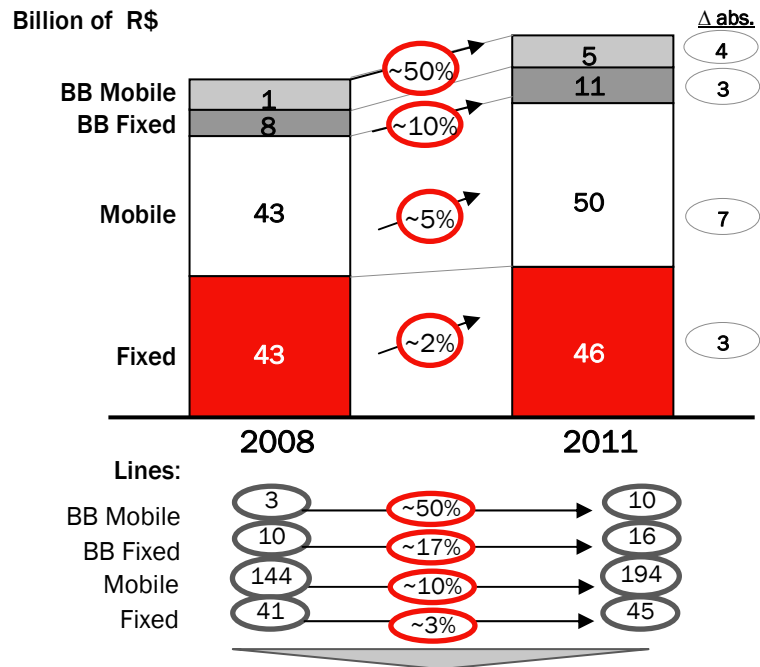 Billion of R$
Δ abs.
BB Mobile 1 ~50% 5 4
BB Fixed 8 ~10% 11 3
Mobile 43 ~5% 50 7
Fixed 43 ~2% 46 3
2008 2011
Lines:
BB Mobile 3 ~50% 10
BB Fixed 10 ~17% 16
Mobile 144 ~10% 194
Fixed 41 ~3% 45